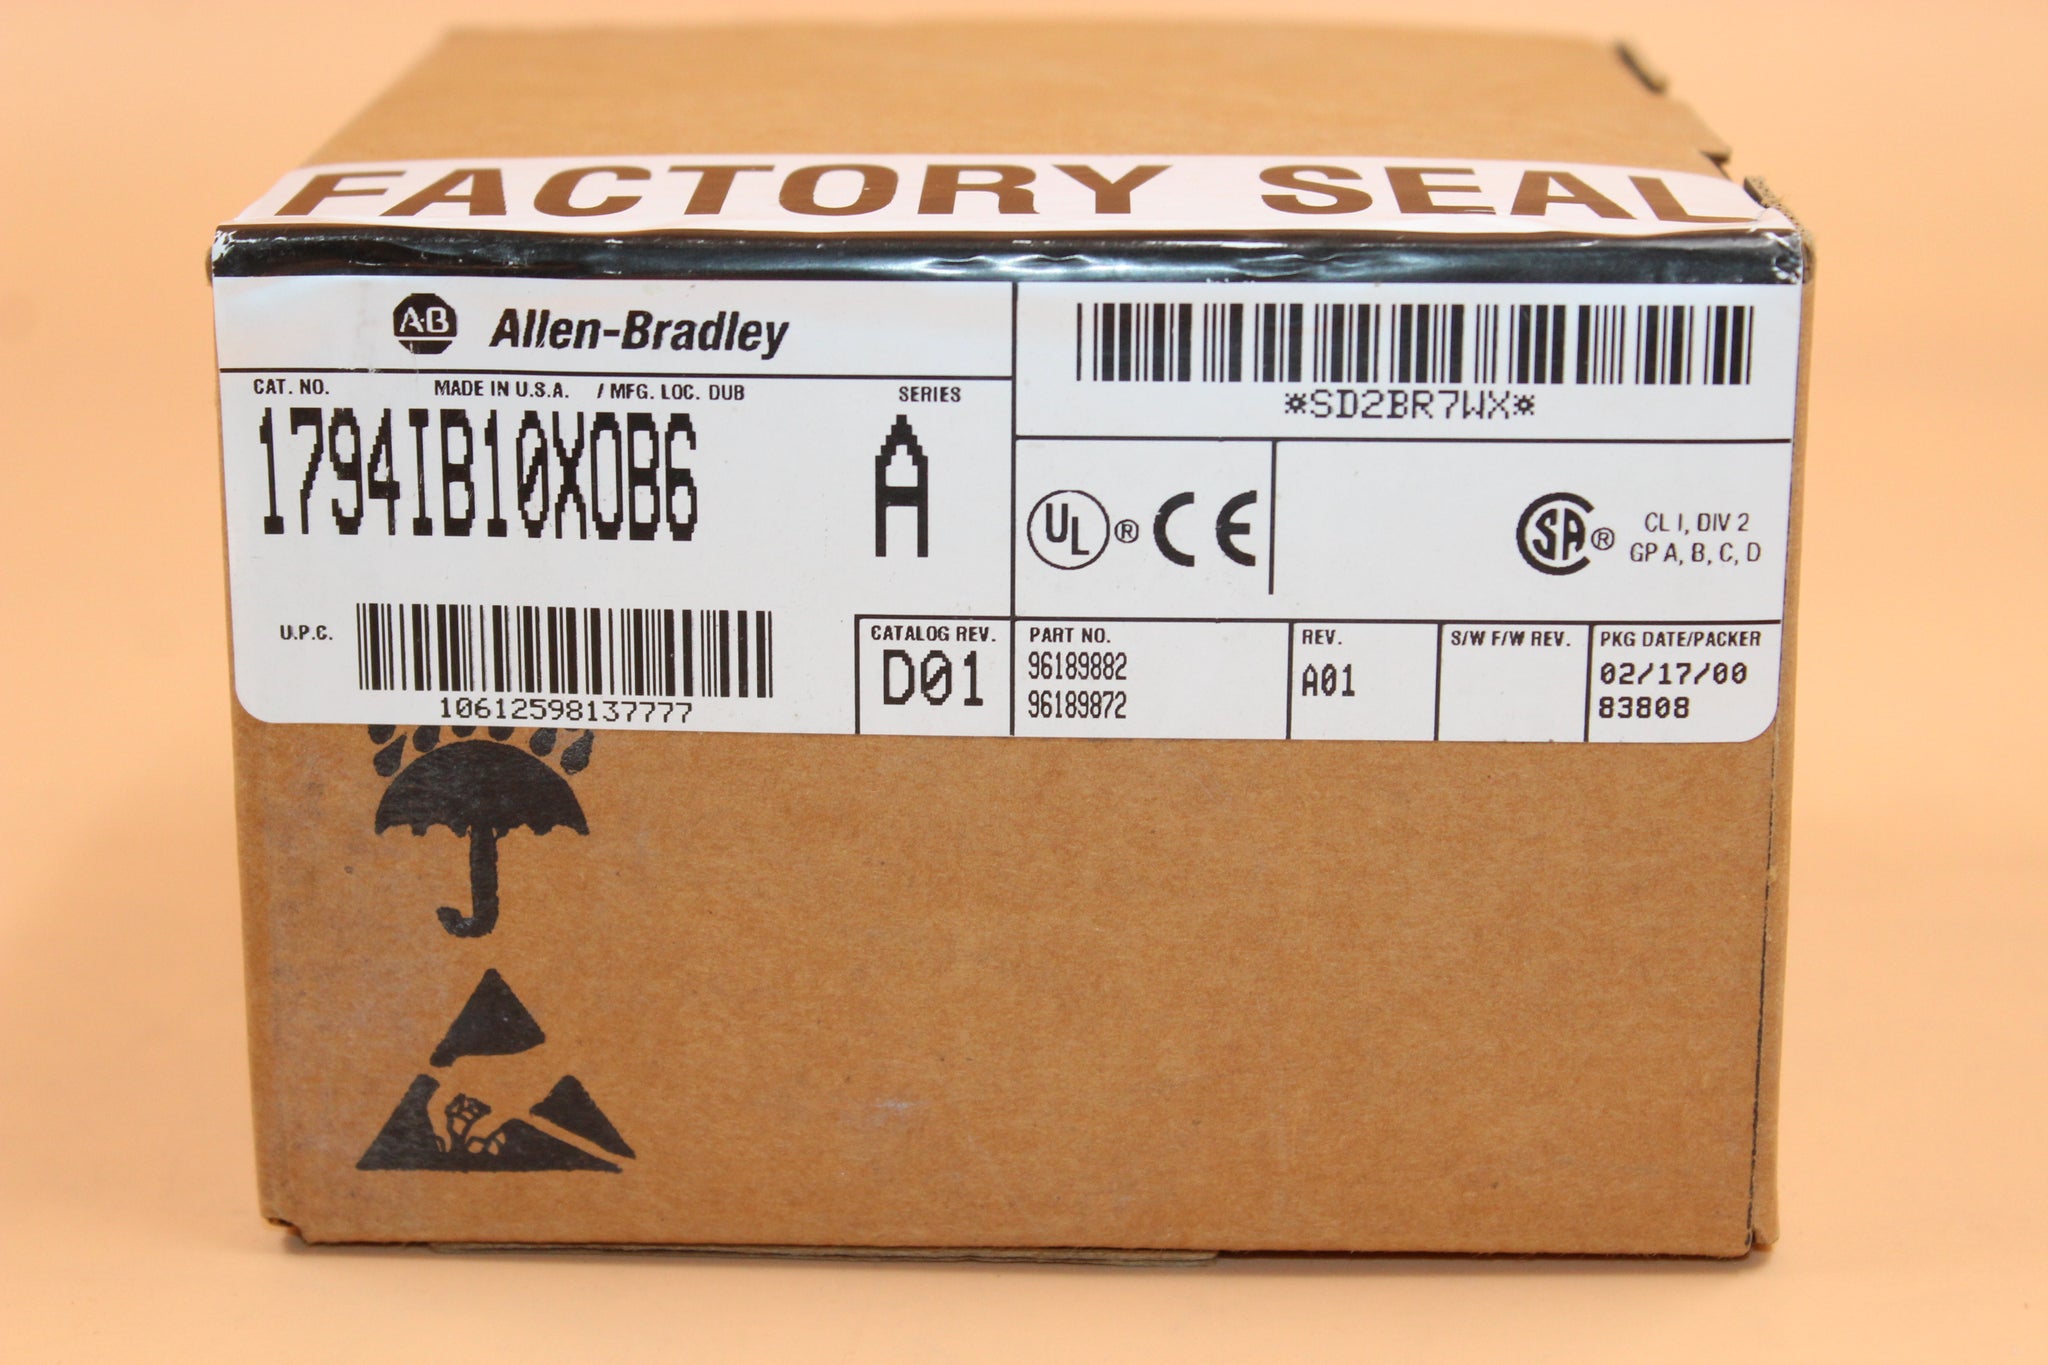 FACTORY SEAL
A-B Allen-Bradley
CAT. NO. MADE IN U.S.A. / MFG. LOC. DUB SERIES
1794IB10XOB6 A
U.P.C.
10612598137777
CATALOG REV.
D01
*SD2BR7WX*
UL ® CE
SA ® CL I, DIV 2
GP A, B, C, D
PART NO.
96189882
96189872
REV.
A01
S/W F/W REV.
PKG DATE/PACKER
02/17/00
83808